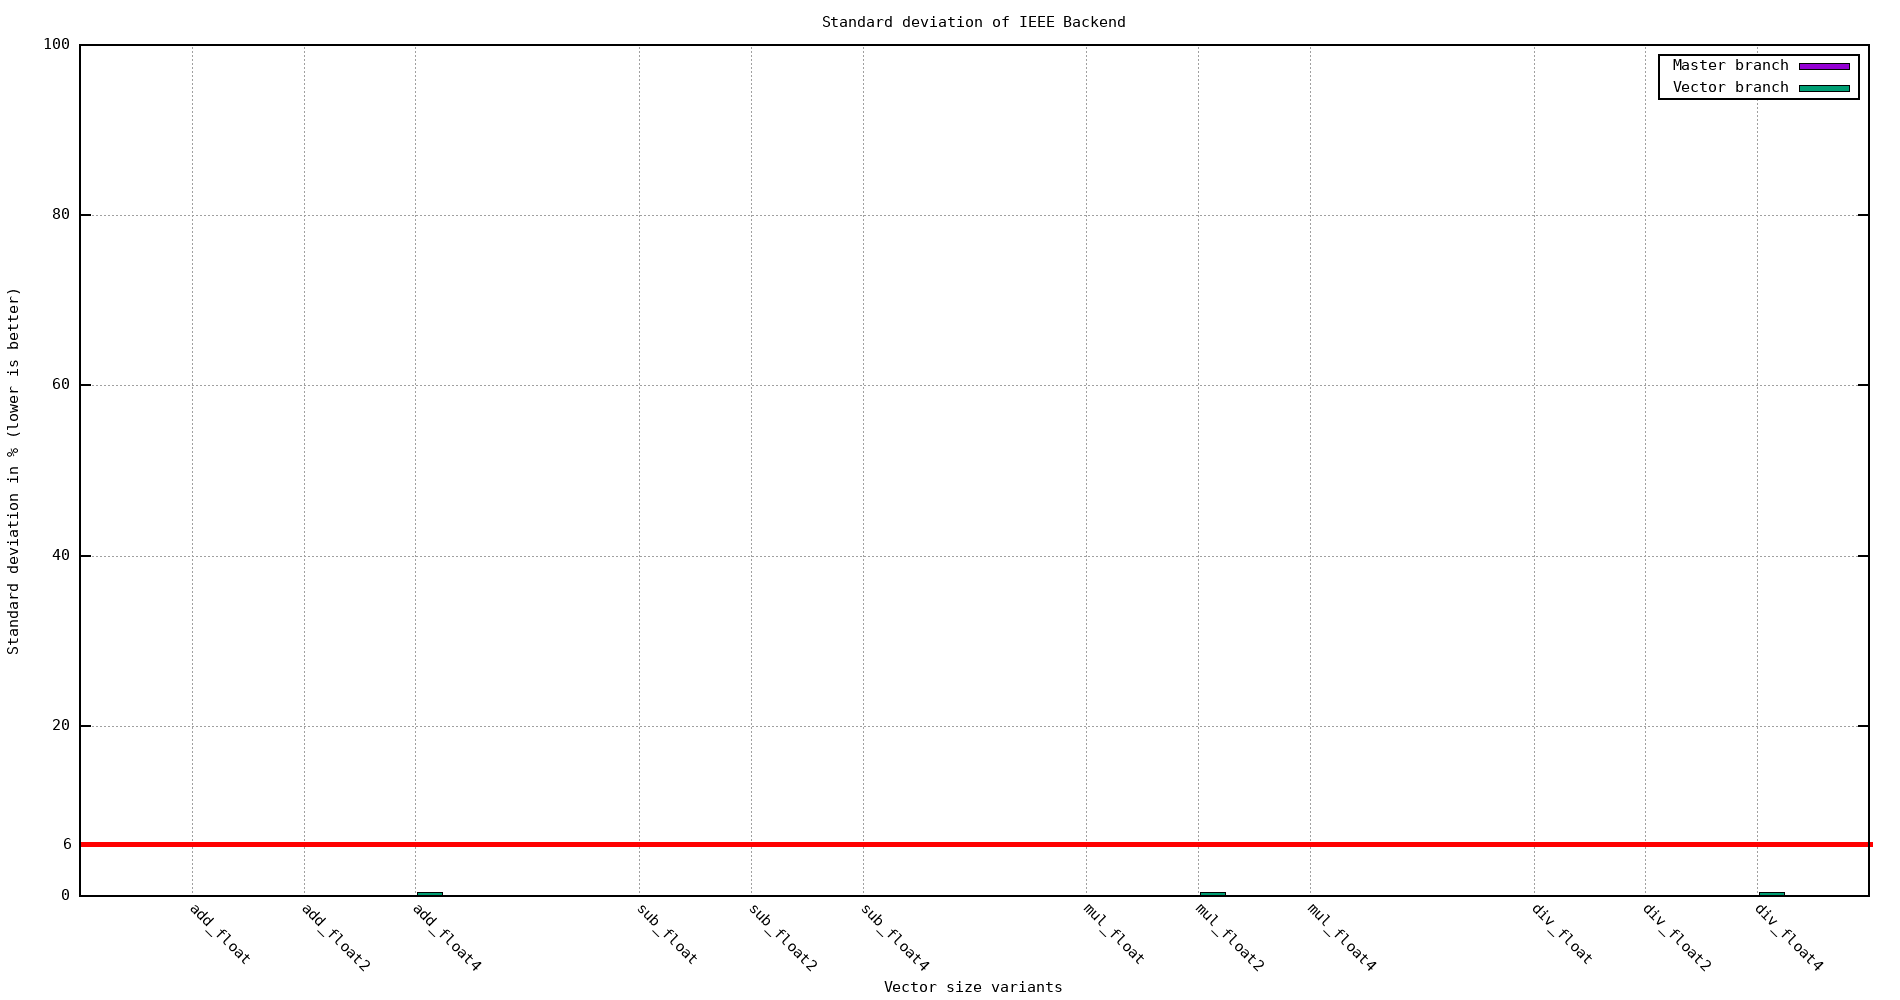 Standard deviation of IEEE Backend
Master branch
Vector branch
100
80
60
40
20
6
0
Standard deviation in % (lower is better)
add_float
add_float2
add_float4
sub_float
sub_float2
sub_float4
mul_float
mul_float2
mul_float4
div_float
div_float2
div_float4
Vector size variants